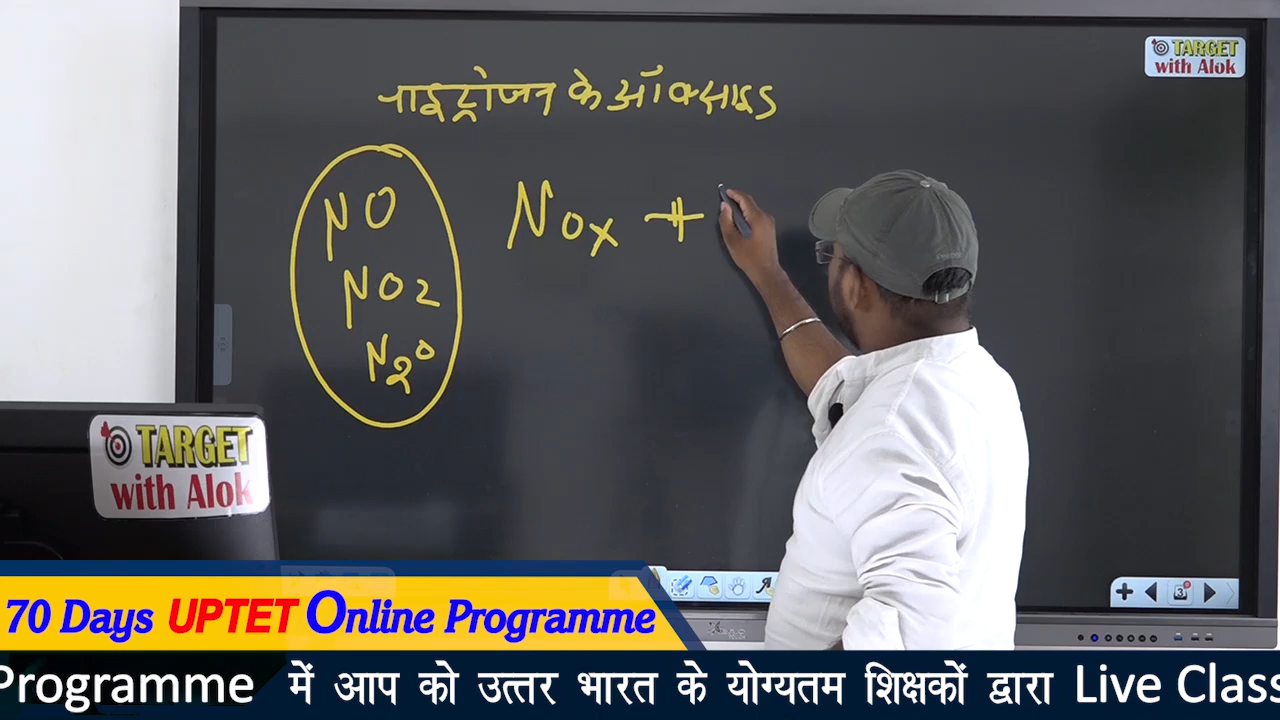 TARGET
with Alok
नाइट्रोजन के ऑक्साइड
NO
NO2
N2O
NOx +
TARGET
with Alok
70 Days UPTET Online Programme
Programme में आप को उत्तर भारत के योग्यतम शिक्षकों द्वारा Live Class